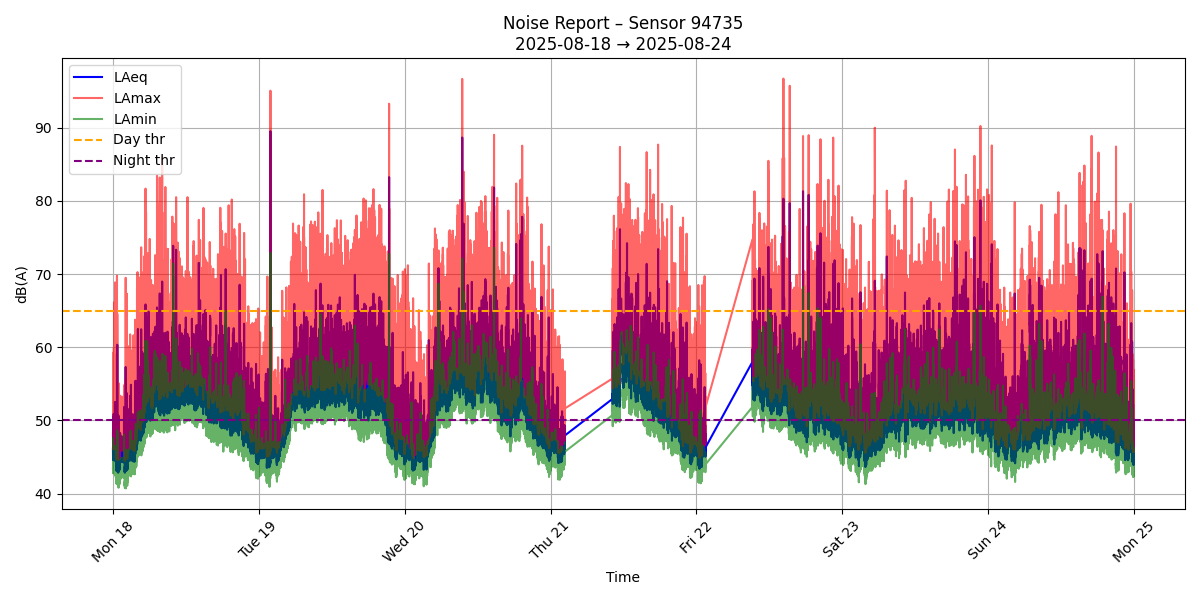 Noise Report – Sensor 94735
2025-08-18 → 2025-08-24
LAeq
LAmax
LAmin
Day thr
Night thr
dB(A)
90
80
70
60
50
40
Mon 18
Tue 19
Wed 20
Thu 21
Fri 22
Sat 23
Sun 24
Mon 25
Time